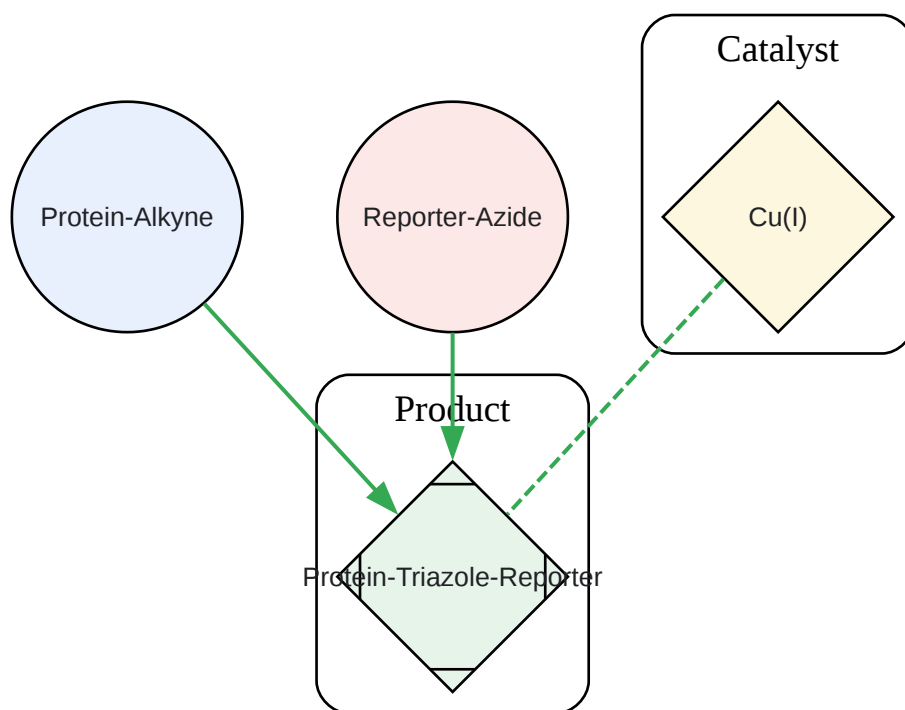 Catalyst
Protein-Alkyne
Reporter-Azide
Cu(I)
Product
Protein-Triazole-Reporter